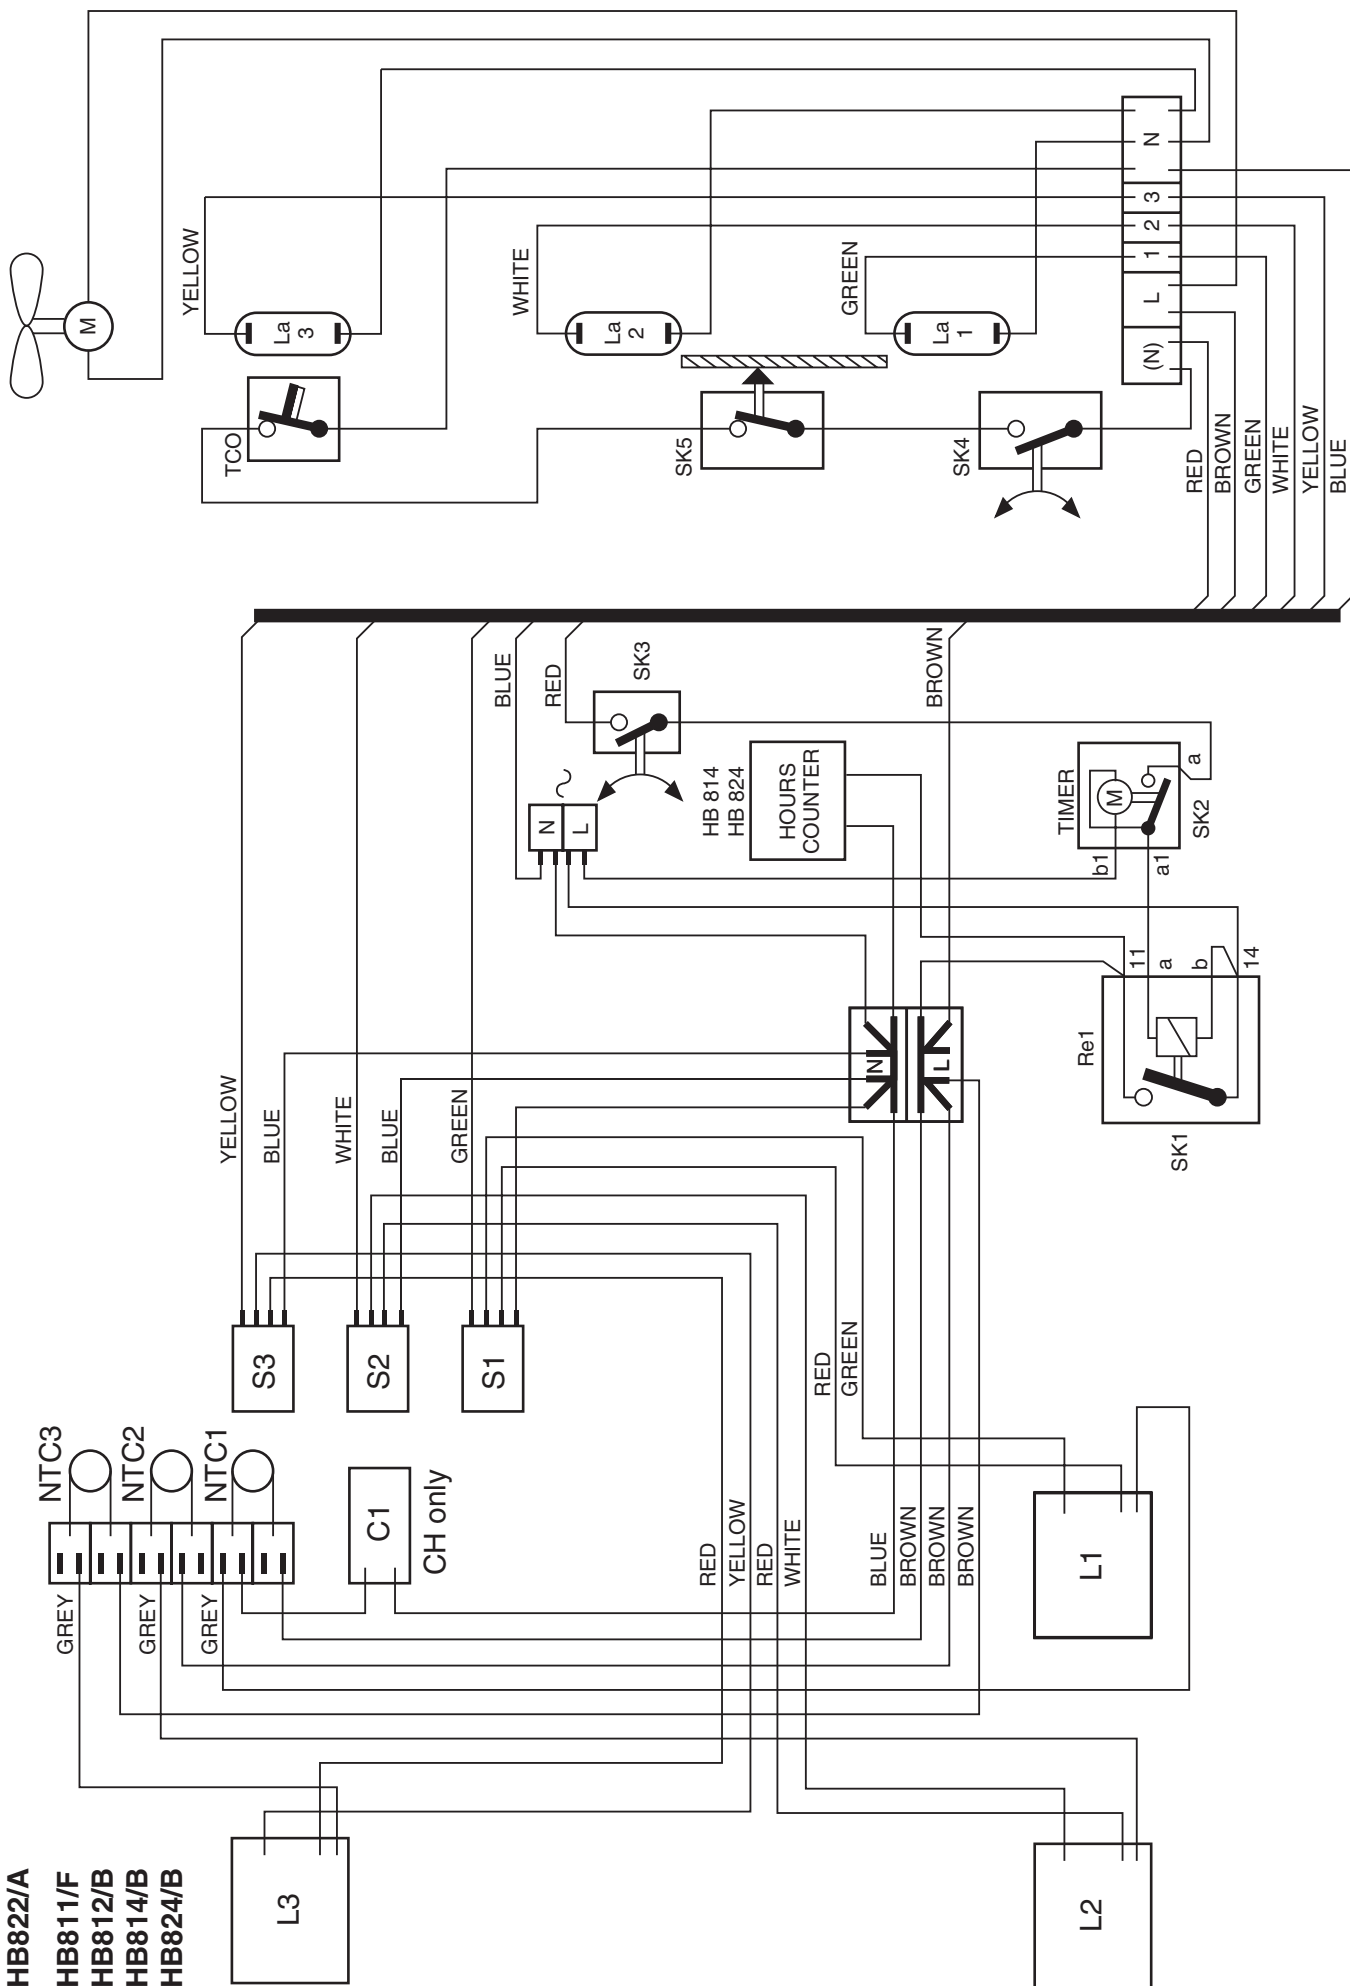 HB822/A
HB811/F
HB812/B
HB814/B
HB824/B
L3
L2
L1
GREY
GREY
GREY
NTC3
NTC2
NTC1
C1
CH only
RED
YELLOW
RED
WHITE
BLUE
BROWN
BROWN
BROWN
RED
GREEN
S3
S2
S1
YELLOW
BLUE
WHITE
BLUE
GREEN
N
L
Re1
SK1
11
a
b
14
TIMER
M
b1
a1
a
SK2
HB 814
HB 824
HOURS
COUNTER
N
L
BLUE
RED
SK3
BROWN
TCO
SK5
SK4
RED
BROWN
GREEN
WHITE
YELLOW
BLUE
M
YELLOW
La
3
WHITE
La
2
GREEN
La
1
(N)
L
1
2
3
N